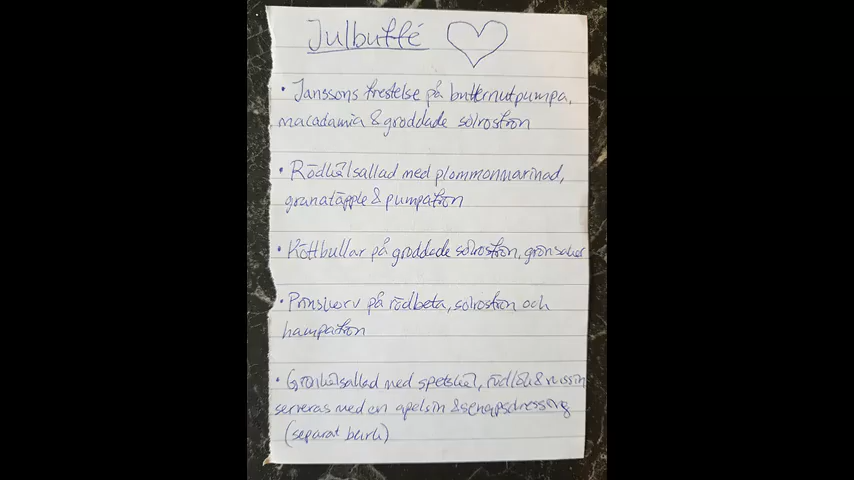 Julbuffé
• Janssons frestelse på butternutpumpa,
macadamia & groddade solrosfrön
• Rödkålsallad med plommonmarinad,
granatäpple & pumpafrön
• Köttbullar på groddade solrosfrön, grönsaker
• Prinskorv på rödbeta, solrosfrön och
hampafrön
• Grönkålsallad med spetskål, rödlök & russin
serveras med en apelsin & senapsdressing
(separat burk)